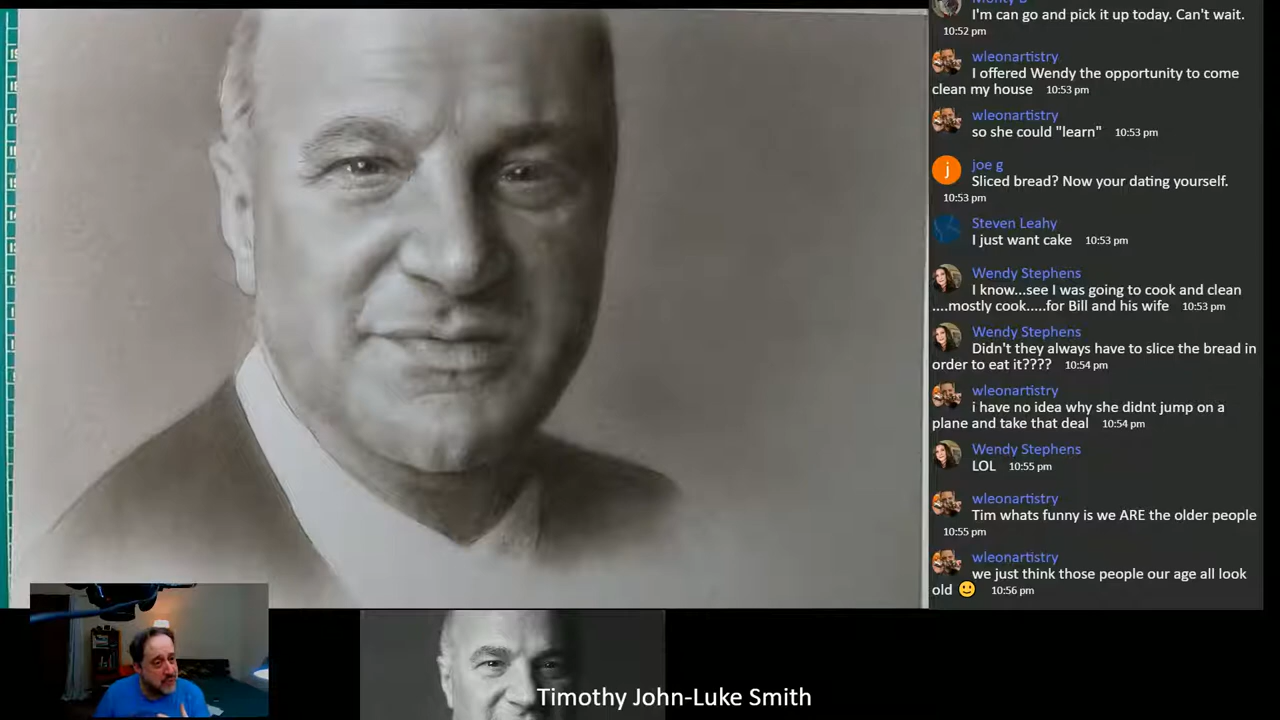 I'm can go and pick it up today. Can't wait.
10:52 pm
wleonartistry
I offered Wendy the opportunity to come
clean my house 10:53 pm
wleonartistry
so she could "learn" 10:53 pm
j
joe g
Sliced bread? Now your dating yourself.
10:53 pm
Steven Leahy
I just want cake 10:53 pm
Wendy Stephens
I know...see I was going to cook and clean
....mostly cook.....for Bill and his wife 10:53 pm
Wendy Stephens
Didn't they always have to slice the bread in
order to eat it???? 10:54 pm
wleonartistry
i have no idea why she didnt jump on a
plane and take that deal 10:54 pm
Wendy Stephens
LOL 10:55 pm
wleonartistry
Tim whats funny is we ARE the older people
10:55 pm
wleonartistry
we just think those people our age all look
old 🙂 10:56 pm
Timothy John-Luke Smith